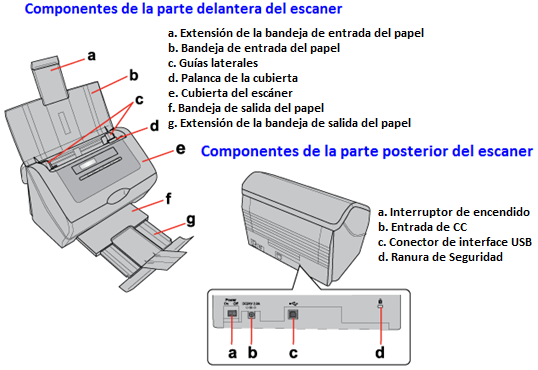 Componentes de la parte delantera del escaner
a. Extensión de la bandeja de entrada del papel
b. Bandeja de entrada del papel
c. Guías laterales
d. Palanca de la cubierta
e. Cubierta del escáner
f. Bandeja de salida del papel
g. Extensión de la bandeja de salida del papel
a
b
c
d
e
f
g
Componentes de la parte posterior del escaner
a. Interruptor de encendido
b. Entrada de CC
c. Conector de interface USB
d. Ranura de Seguridad
Power
On Off
a
b
c
d